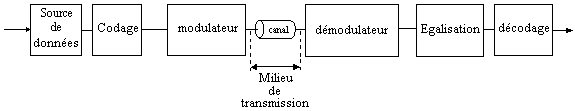 Source
de
données
Codage
modulateur
canal
démodulateur
Egalisation
décodage
Milieu
de
transmission